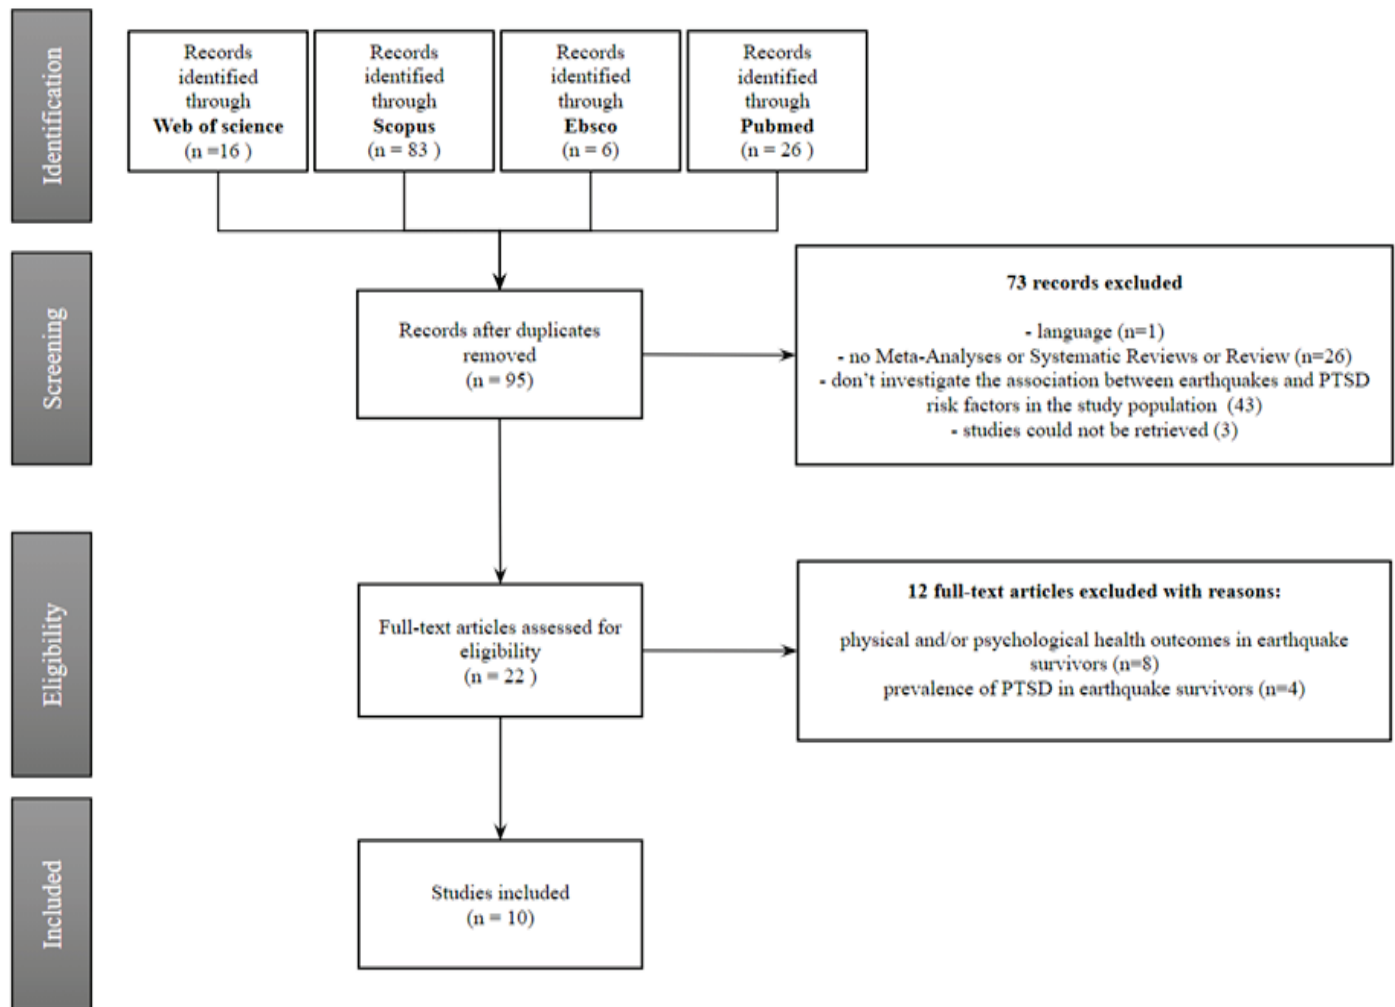 Identification
Records
identified
through
Web of science
(n =16 )
Records
identified
through
Scopus
(n = 83 )
Records
identified
through
Ebsco
(n = 6)
Records
identified
through
Pubmed
(n = 26 )
Screening
Records after duplicates
removed
(n = 95)
73 records excluded
- language (n=1)
- no Meta-Analyses or Systematic Reviews or Review (n=26)
- don't investigate the association between earthquakes and PTSD
risk factors in the study population (43)
- studies could not be retrieved (3)
Eligibility
Full-text articles assessed for
eligibility
(n = 22 )
12 full-text articles excluded with reasons:
physical and/or psychological health outcomes in earthquake
survivors (n=8)
prevalence of PTSD in earthquake survivors (n=4)
Included
Studies included
(n = 10)